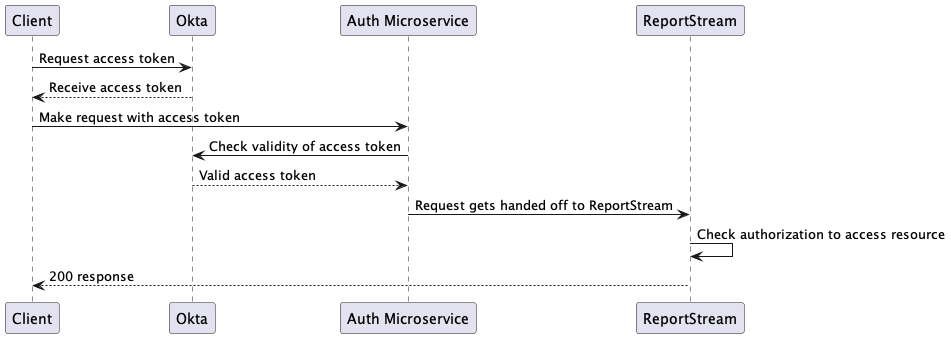 Client
Okta
Auth Microservice
ReportStream
Request access token
Receive access token
Make request with access token
Check validity of access token
Valid access token
Request gets handed off to ReportStream
Check authorization to access resource
200 response
Client
Okta
Auth Microservice
ReportStream